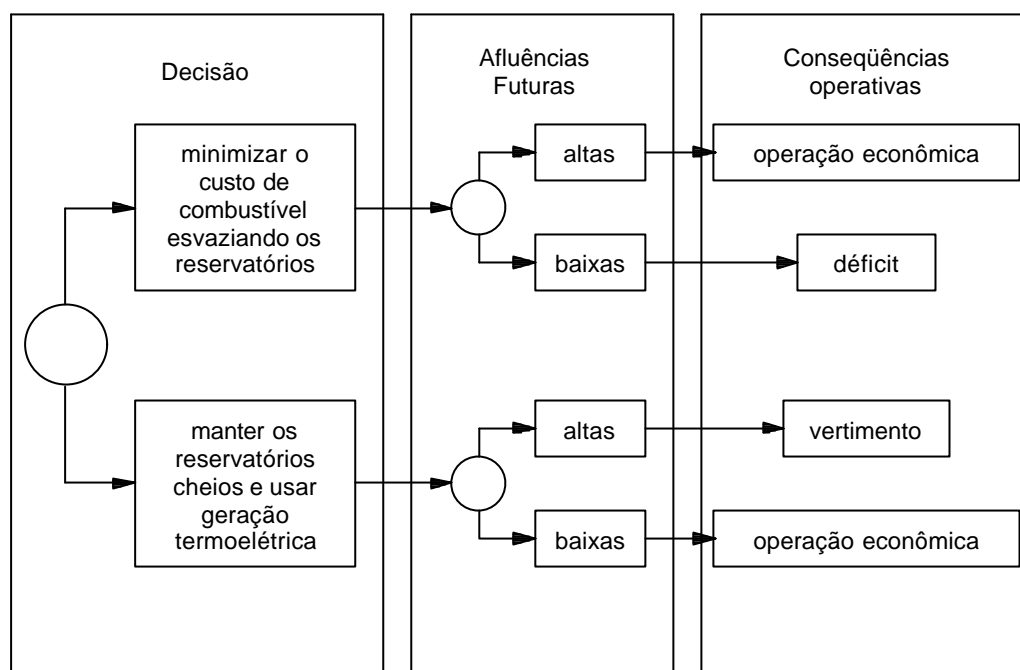 Decisão
Afluências
Futuras
Conseqüências
operativas
minimizar o
custo de
combustível
esvaziando os
reservatórios
altas
operação econômica
baixas
déficit
manter os
reservatórios
cheios e usar
geração
termoelétrica
altas
vertimento
baixas
operação econômica